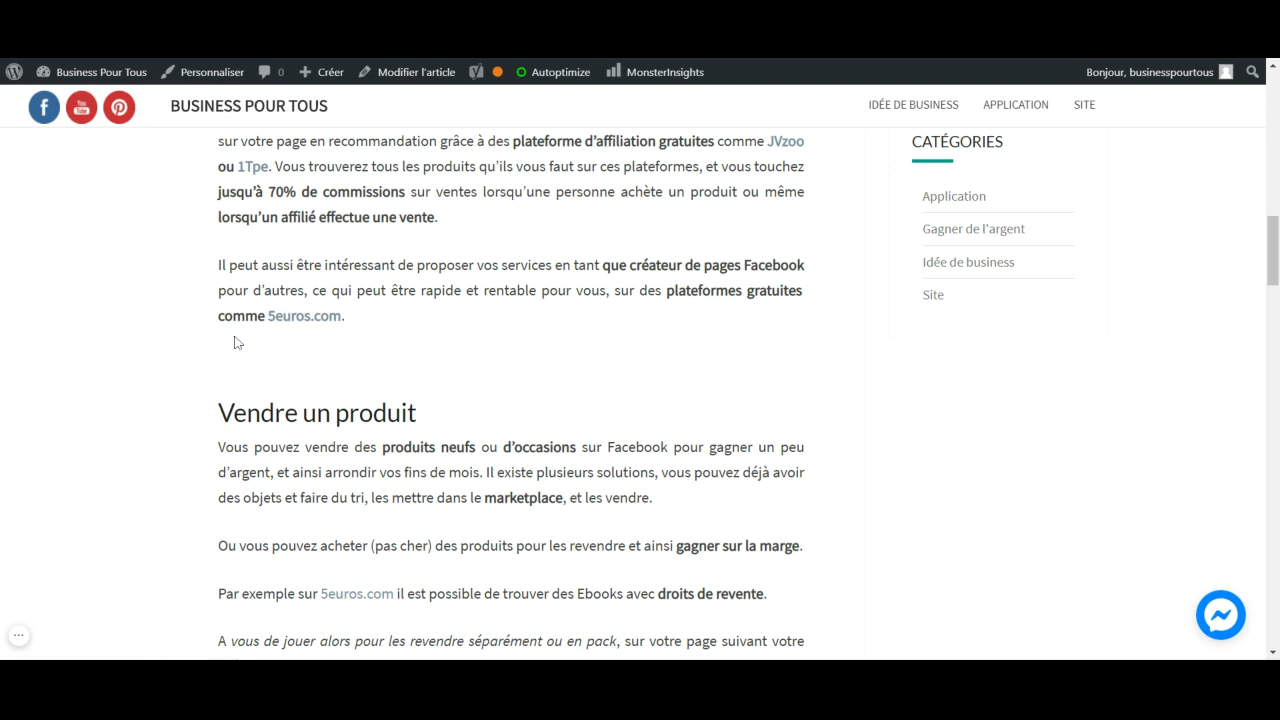 Business Pour Tous Personnaliser 0 Créer Modifier l'article Autoptimize MonsterInsights Bonjour, businesspourtous
BUSINESS POUR TOUS IDÉE DE BUSINESS APPLICATION SITE
sur votre page en recommandation grâce à des plateforme d'affiliation gratuites comme JVzoo
ou 1Tpe. Vous trouverez tous les produits qu'ils vous faut sur ces plateformes, et vous touchez
jusqu'à 70% de commissions sur ventes lorsqu'une personne achète un produit ou même
lorsqu'un affilié effectue une vente.
Il peut aussi être intéressant de proposer vos services en tant que créateur de pages Facebook
pour d'autres, ce qui peut être rapide et rentable pour vous, sur des plateformes gratuites
comme 5euros.com.
Vendre un produit
Vous pouvez vendre des produits neufs ou d'occasions sur Facebook pour gagner un peu
d'argent, et ainsi arrondir vos fins de mois. Il existe plusieurs solutions, vous pouvez déjà avoir
des objets et faire du tri, les mettre dans le marketplace, et les vendre.
Ou vous pouvez acheter (pas cher) des produits pour les revendre et ainsi gagner sur la marge.
Par exemple sur 5euros.com il est possible de trouver des Ebooks avec droits de revente.
A vous de jouer alors pour les revendre séparément ou en pack, sur votre page suivant votre
CATÉGORIES
Application
Gagner de l'argent
Idée de business
Site